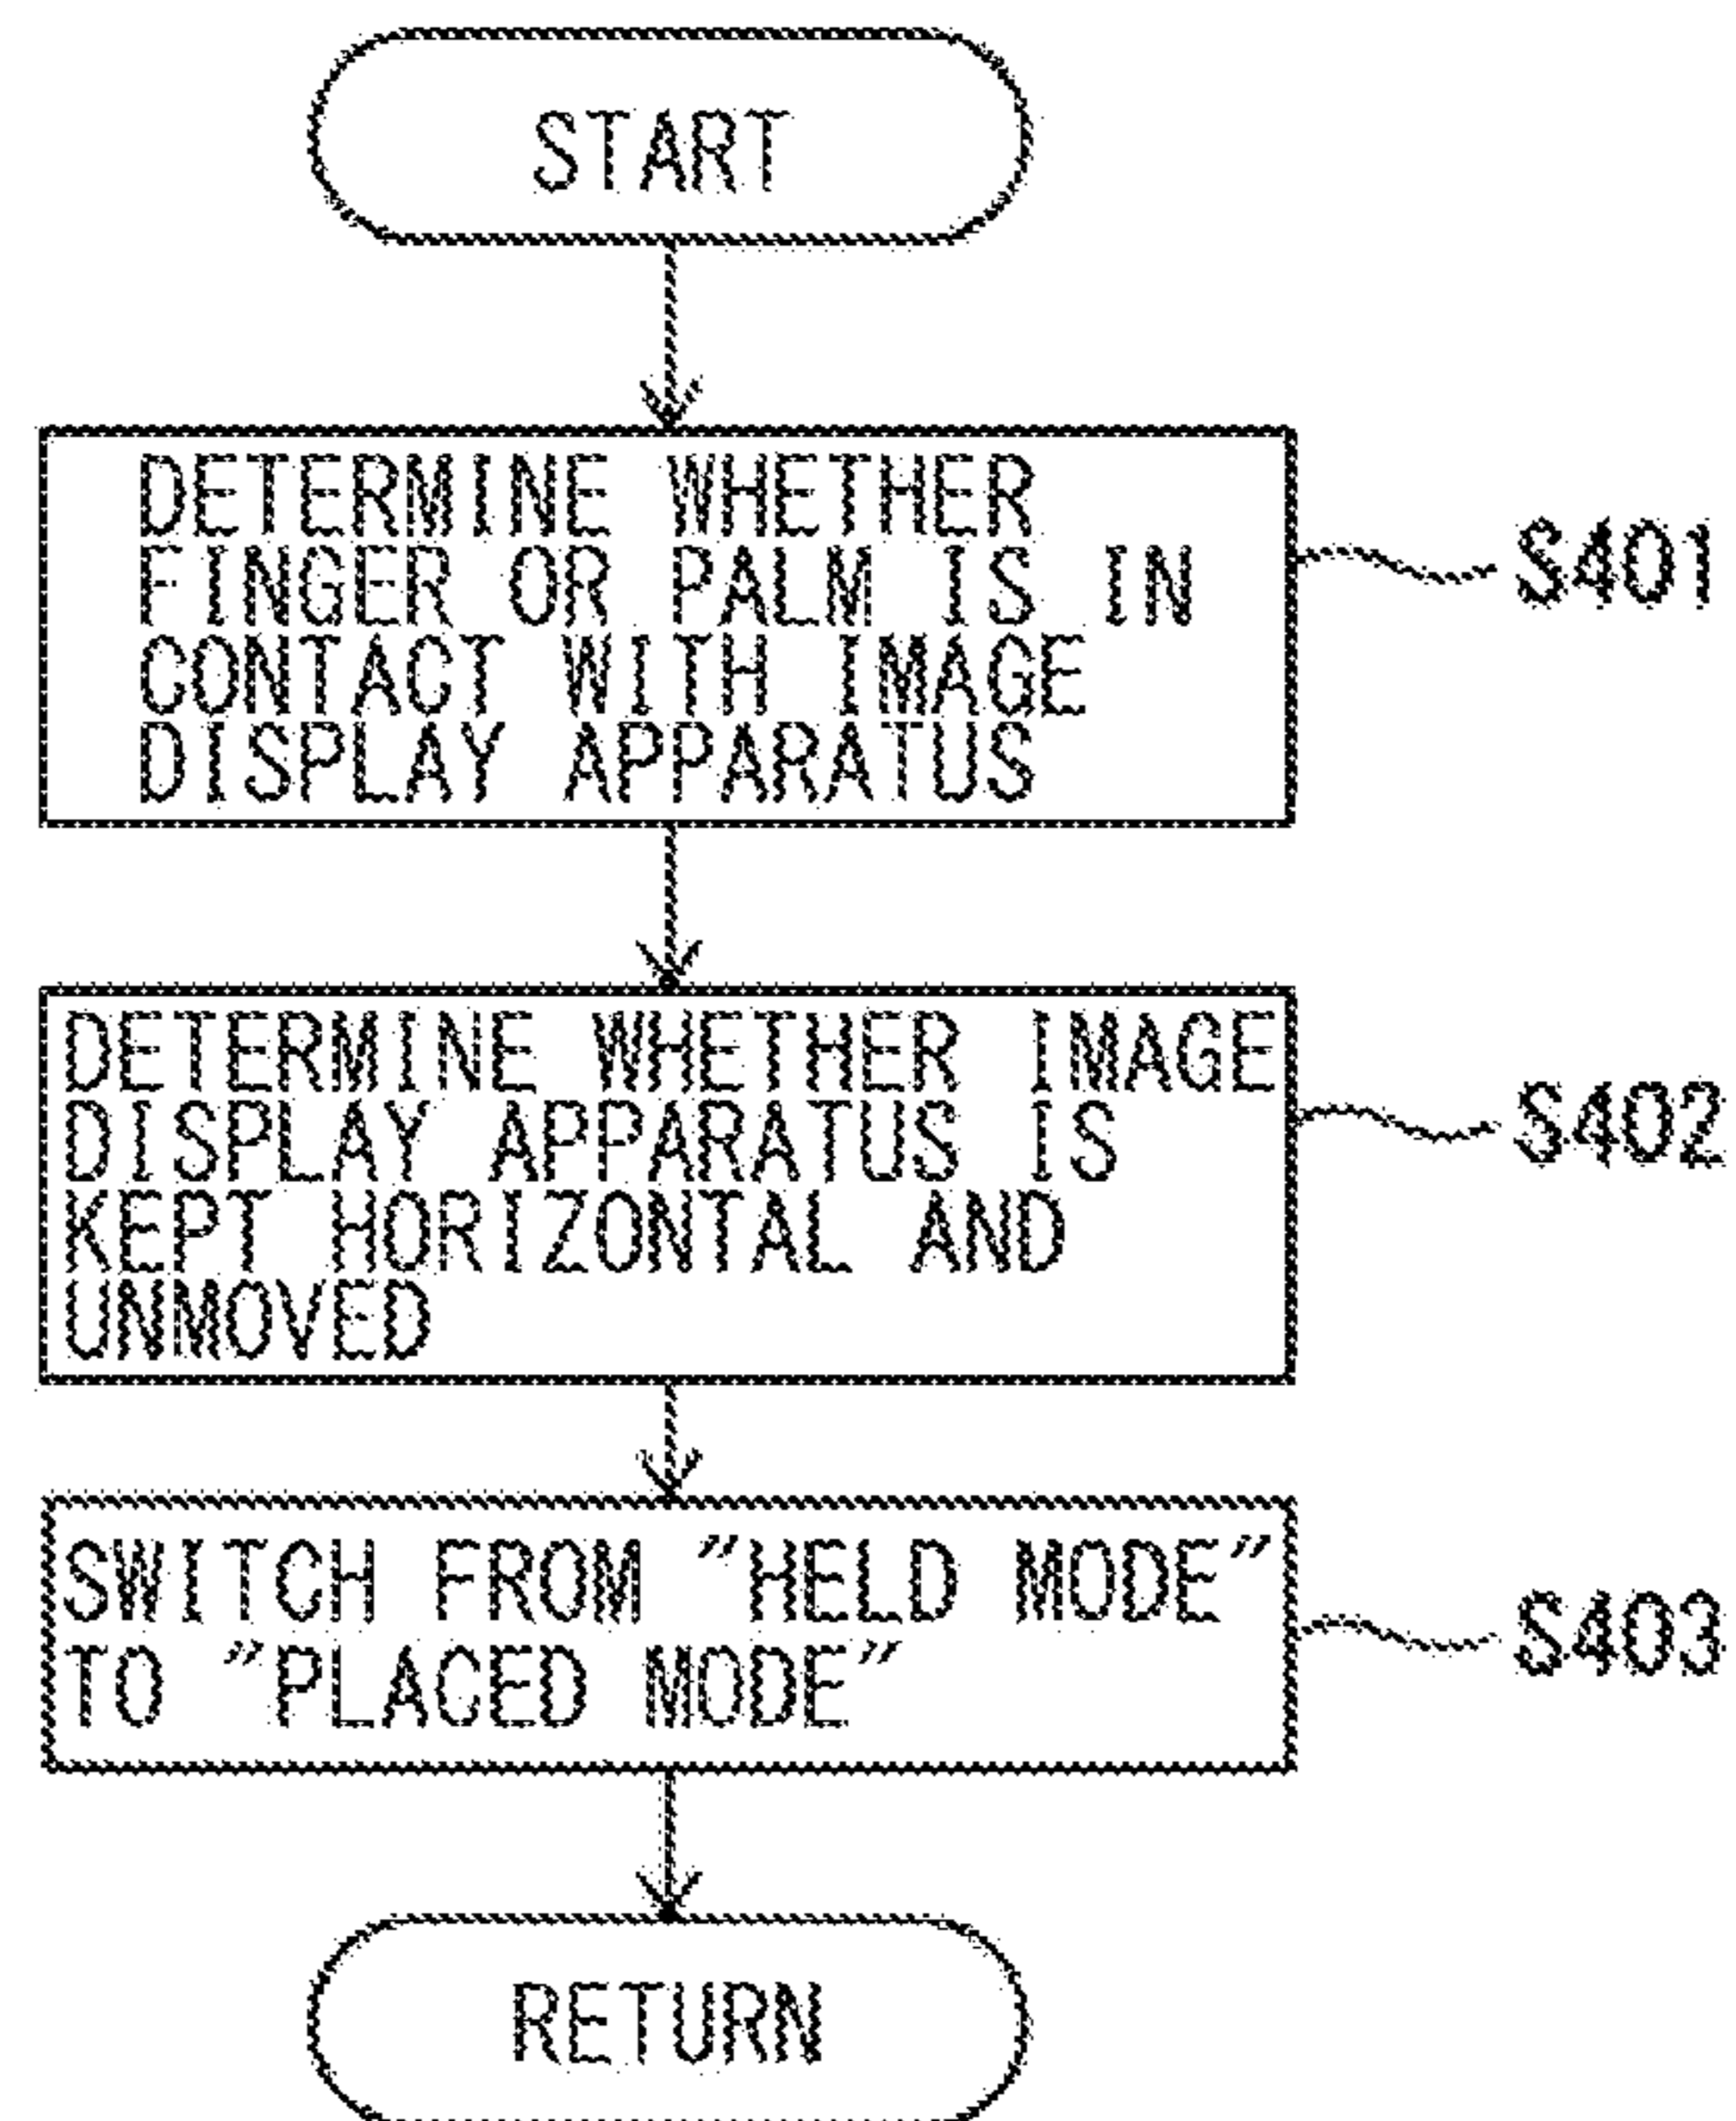 START
DETERMINE WHETHER
FINGER OR PALM IS IN
CONTACT WITH IMAGE
DISPLAY APPARATUS
S401
DETERMINE WHETHER IMAGE
DISPLAY APPARATUS IS
KEPT HORIZONTAL AND
UNMOVED
S402
SWITCH FROM "HELD MODE"
TO "PLACED MODE"
S403
RETURN